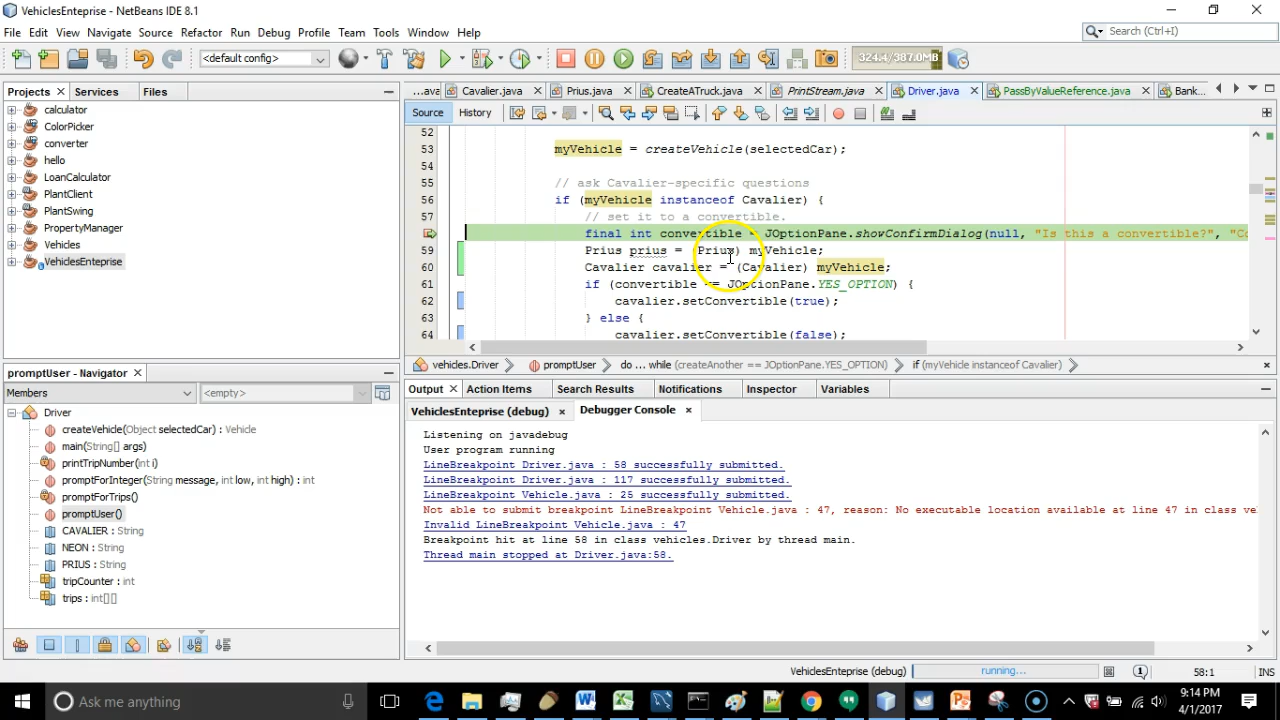 VehiclesEnteprise - NetBeans IDE 8.1
File Edit View Navigate Source Refactor Run Debug Profile Team Tools Window Help
Search (Ctrl+I)
<default config>
324.4/387.0MB
Projects Services Files
...ava Cavalier.java Prius.java CreateATruck.java PrintStream.java Driver.java PassByValueReference.java Bank...
Source History
calculator
ColorPicker
converter
hello
LoanCalculator
PlantClient
PlantSwing
PropertyManager
Vehicles
VehiclesEnteprise
52
53 myVehicle = createVehicle(selectedCar);
54
55 // ask Cavalier-specific questions
56 if (myVehicle instanceof Cavalier) {
57 // set it to a convertible.
final int convertible = JOptionPane.showConfirmDialog(null, "Is this a convertible?", "Co
59 Prius prius = (Prius) myVehicle;
60 Cavalier cavalier = (Cavalier) myVehicle;
61 if (convertible == JOptionPane.YES_OPTION) {
62 cavalier.setConvertible(true);
63 } else {
64 cavalier.setConvertible(false);
vehicles.Driver promptUser do ... while (createAnother == JOptionPane.YES_OPTION) if (myVehicle instanceof Cavalier)
promptUser - Navigator
Members <empty>
Driver
createVehicle(Object selectedCar) : Vehicle
main(String[] args)
printTripNumber(int i)
promptForInteger(String message, int low, int high) : int
promptForTrips()
promptUser()
CAVALIER : String
NEON : String
PRIUS : String
tripCounter : int
trips : int[][]
Output Action Items Search Results Notifications Inspector Variables
VehiclesEnteprise (debug) Debugger Console
Listening on javadebug
User program running
LineBreakpoint Driver.java : 58 successfully submitted.
LineBreakpoint Driver.java : 117 successfully submitted.
LineBreakpoint Vehicle.java : 25 successfully submitted.
Not able to submit breakpoint LineBreakpoint Vehicle.java : 47, reason: No executable location available at line 47 in class ve
Invalid LineBreakpoint Vehicle.java : 47
Breakpoint hit at line 58 in class vehicles.Driver by thread main.
Thread main stopped at Driver.java:58.
VehiclesEnteprise (debug) running... 58:1 INS
Ask me anything
9:14 PM
4/1/2017